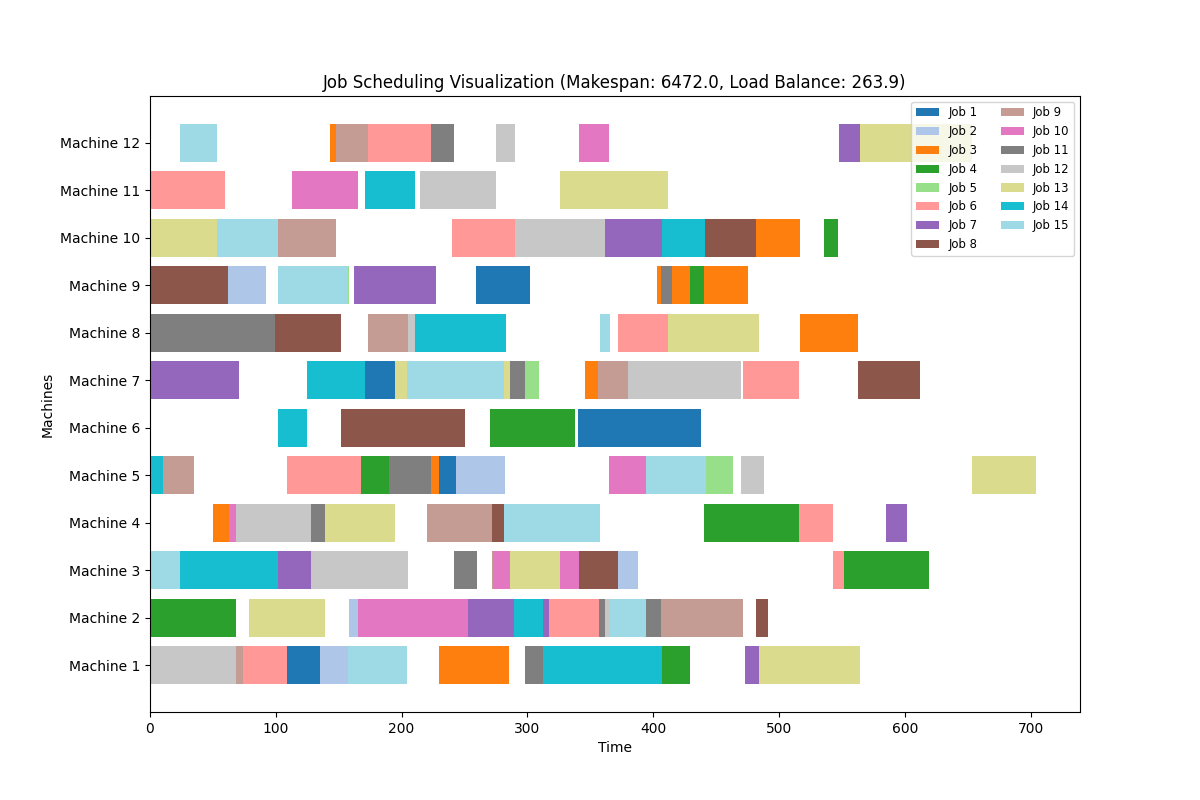 Job Scheduling Visualization (Makespan: 6472.0, Load Balance: 263.9)
Machine 12
Machine 11
Machine 10
Machine 9
Machine 8
Machine 7
Machine 6
Machine 5
Machine 4
Machine 3
Machine 2
Machine 1
Machines
Job 1
Job 2
Job 3
Job 4
Job 5
Job 6
Job 7
Job 8
Job 9
Job 10
Job 11
Job 12
Job 13
Job 14
Job 15
0 100 200 300 400 500 600 700
Time